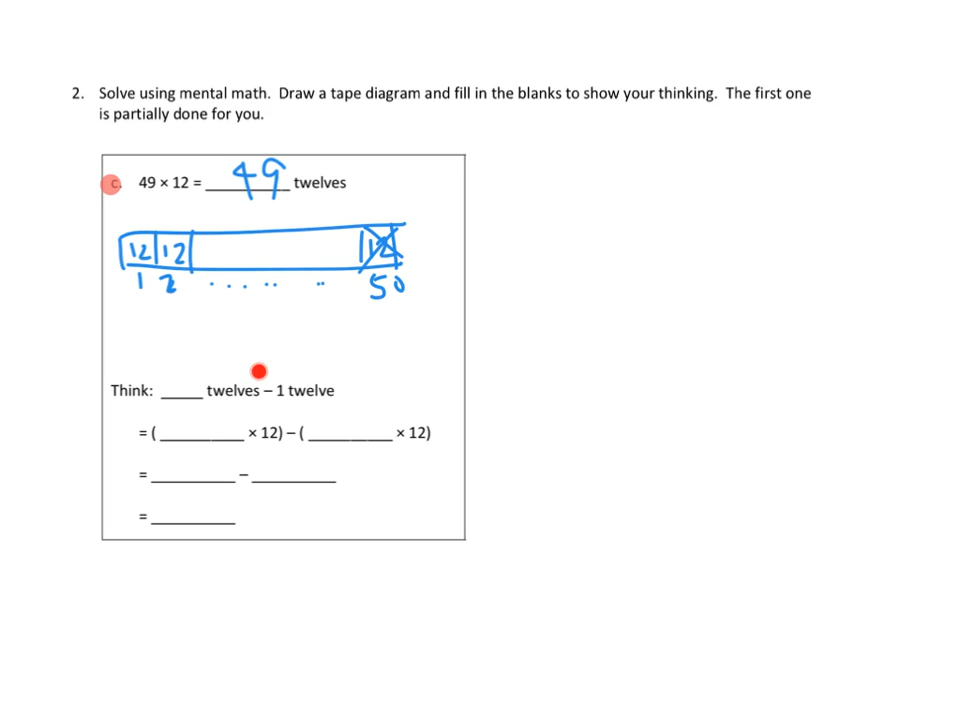 2. Solve using mental math. Draw a tape diagram and fill in the blanks to show your thinking. The first one
is partially done for you.
c. 49 × 12 = 49 twelves
12 12 12
1 2 ..... .. 50
Think: _____ twelves – 1 twelve
= ( __________ × 12) – ( __________ × 12)
= __________ – __________
= __________